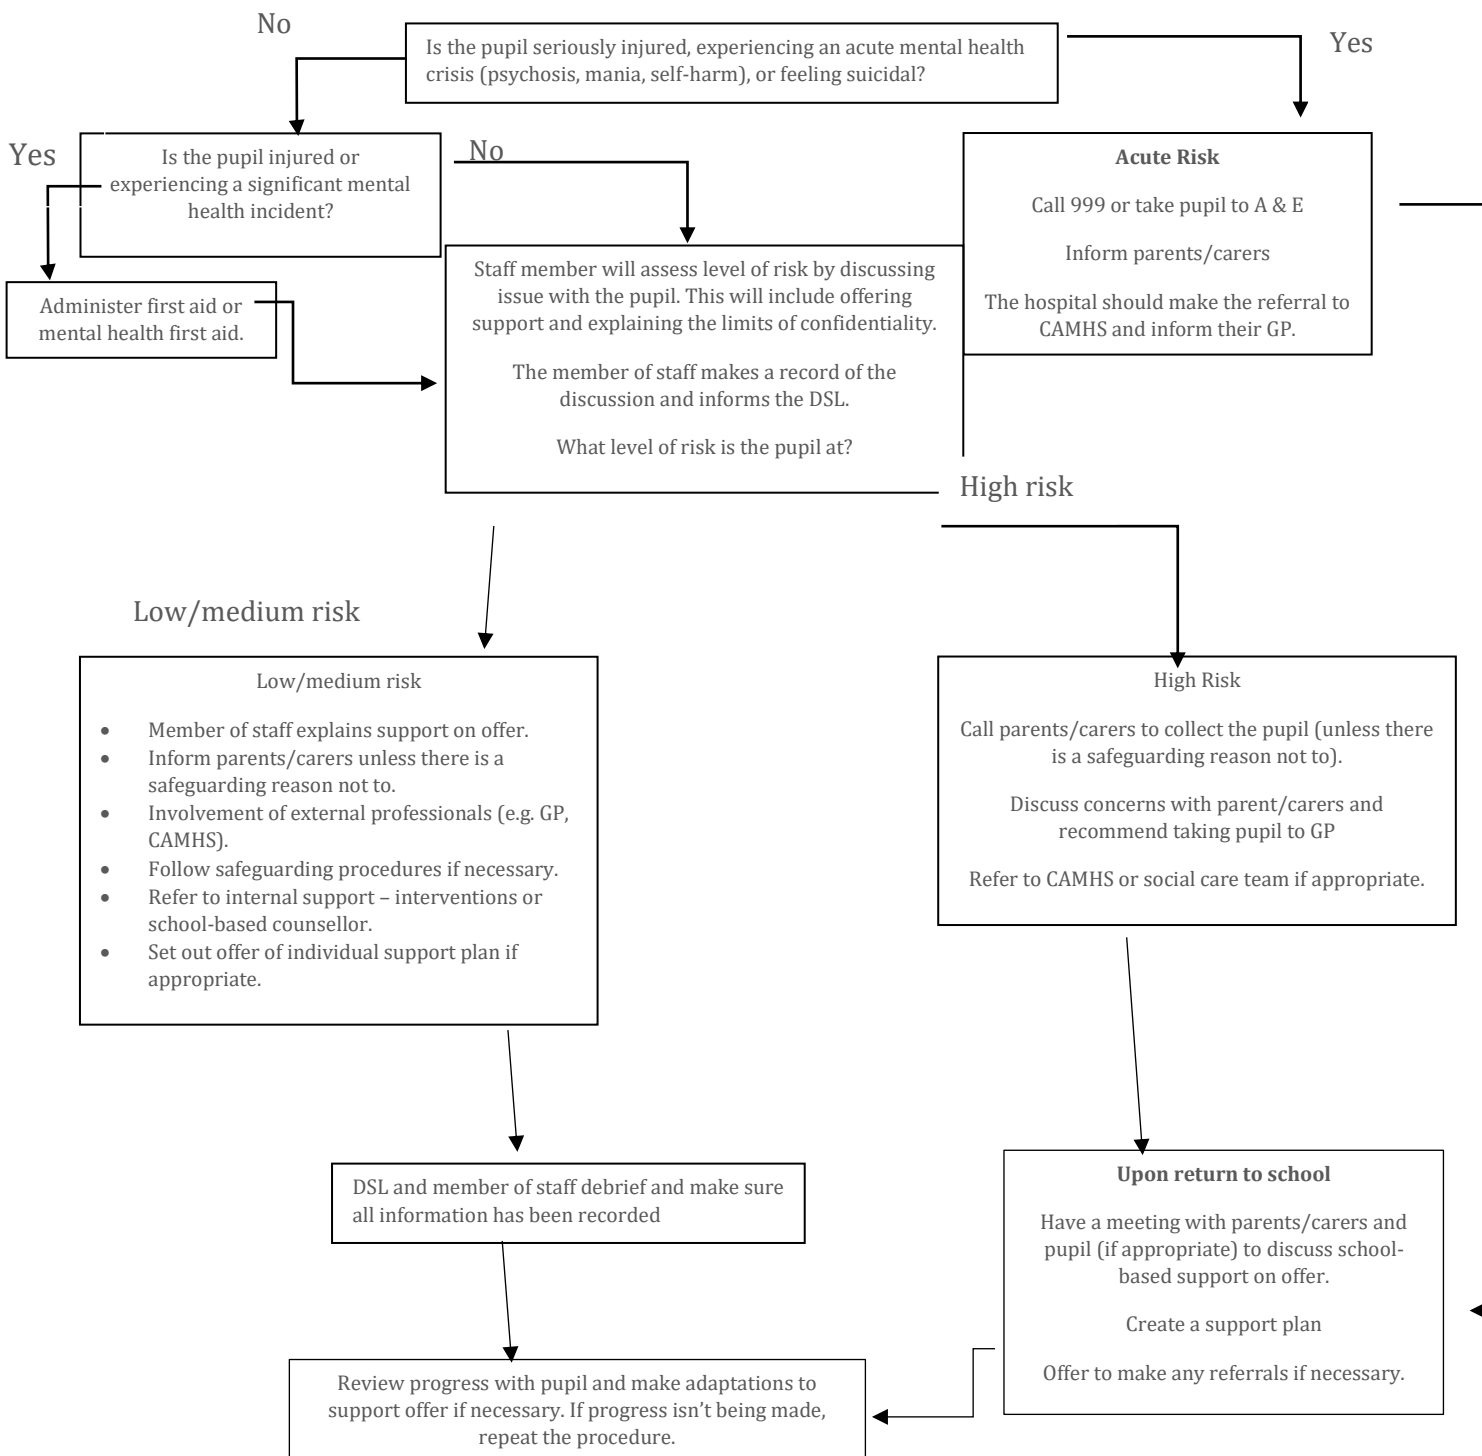 No
Is the pupil seriously injured, experiencing an acute mental health
crisis (psychosis, mania, self-harm), or feeling suicidal?
Yes
Yes
Is the pupil injured or
experiencing a significant mental
health incident?
No
Acute Risk
Call 999 or take pupil to A & E
Inform parents/carers
The hospital should make the referral to
CAMHS and inform their GP.
Administer first aid or
mental health first aid.
Staff member will assess level of risk by discussing
issue with the pupil. This will include offering
support and explaining the limits of confidentiality.
The member of staff makes a record of the
discussion and informs the DSL.
What level of risk is the pupil at?
High risk
Low/medium risk
Low/medium risk
• Member of staff explains support on offer.
• Inform parents/carers unless there is a
safeguarding reason not to.
• Involvement of external professionals (e.g. GP,
CAMHS).
• Follow safeguarding procedures if necessary.
• Refer to internal support – interventions or
school-based counsellor.
• Set out offer of individual support plan if
appropriate.
High Risk
Call parents/carers to collect the pupil (unless there
is a safeguarding reason not to).
Discuss concerns with parent/carers and
recommend taking pupil to GP
Refer to CAMHS or social care team if appropriate.
DSL and member of staff debrief and make sure
all information has been recorded
Upon return to school
Have a meeting with parents/carers and
pupil (if appropriate) to discuss school-
based support on offer.
Create a support plan
Offer to make any referrals if necessary.
Review progress with pupil and make adaptations to
support offer if necessary. If progress isn’t being made,
repeat the procedure.